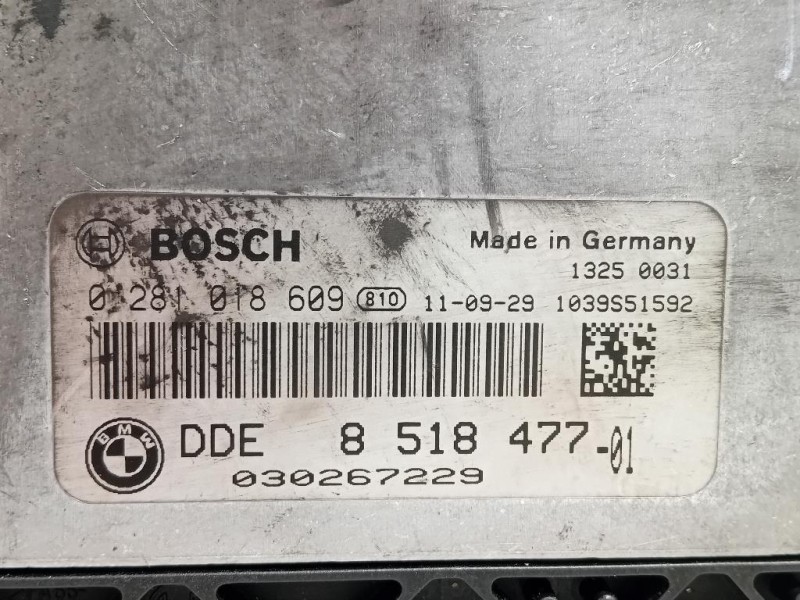 BOSCH
Made in Germany
1325 0031
0 281 018 609 810 11-09-29 1039S51592
BMW
DDE 8 518 477-01
030267229